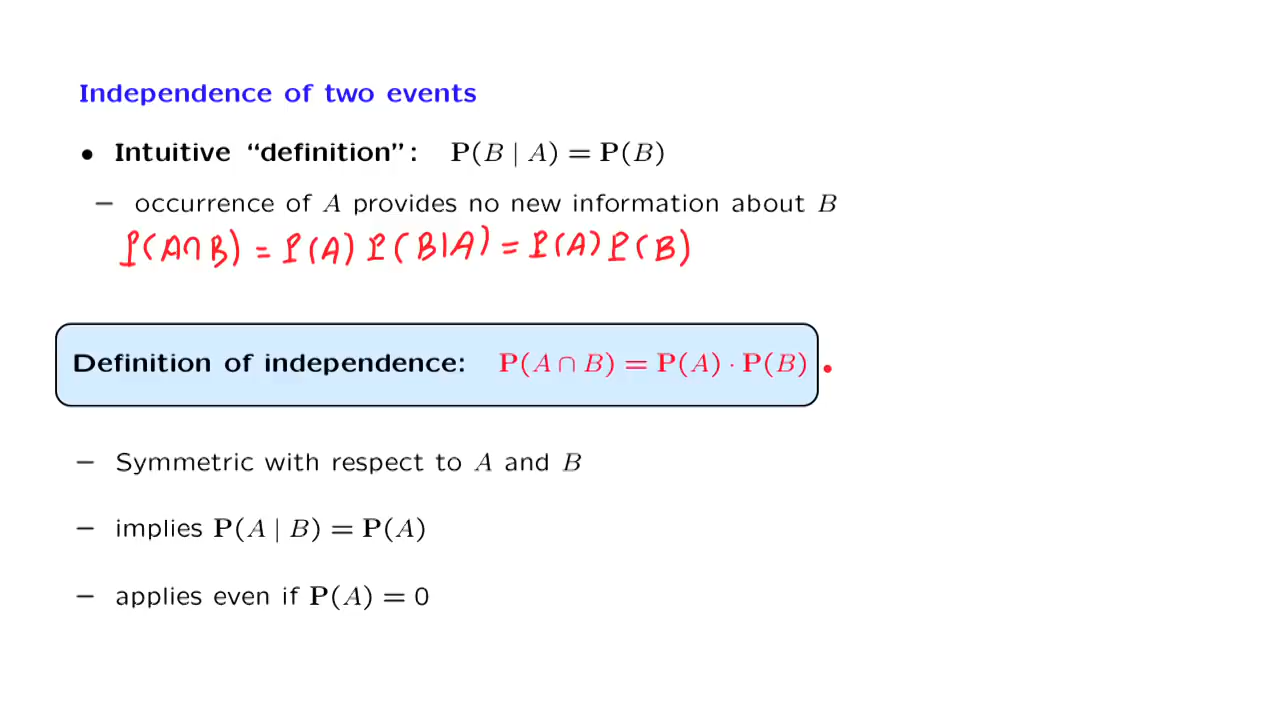 Independence of two events
• Intuitive “definition”: P(B | A) = P(B)
– occurrence of A provides no new information about B
P(A∩B) = P(A) P(B|A) = P(A) P(B)
Definition of independence: P(A ∩ B) = P(A) · P(B)
– Symmetric with respect to A and B
– implies P(A | B) = P(A)
– applies even if P(A) = 0